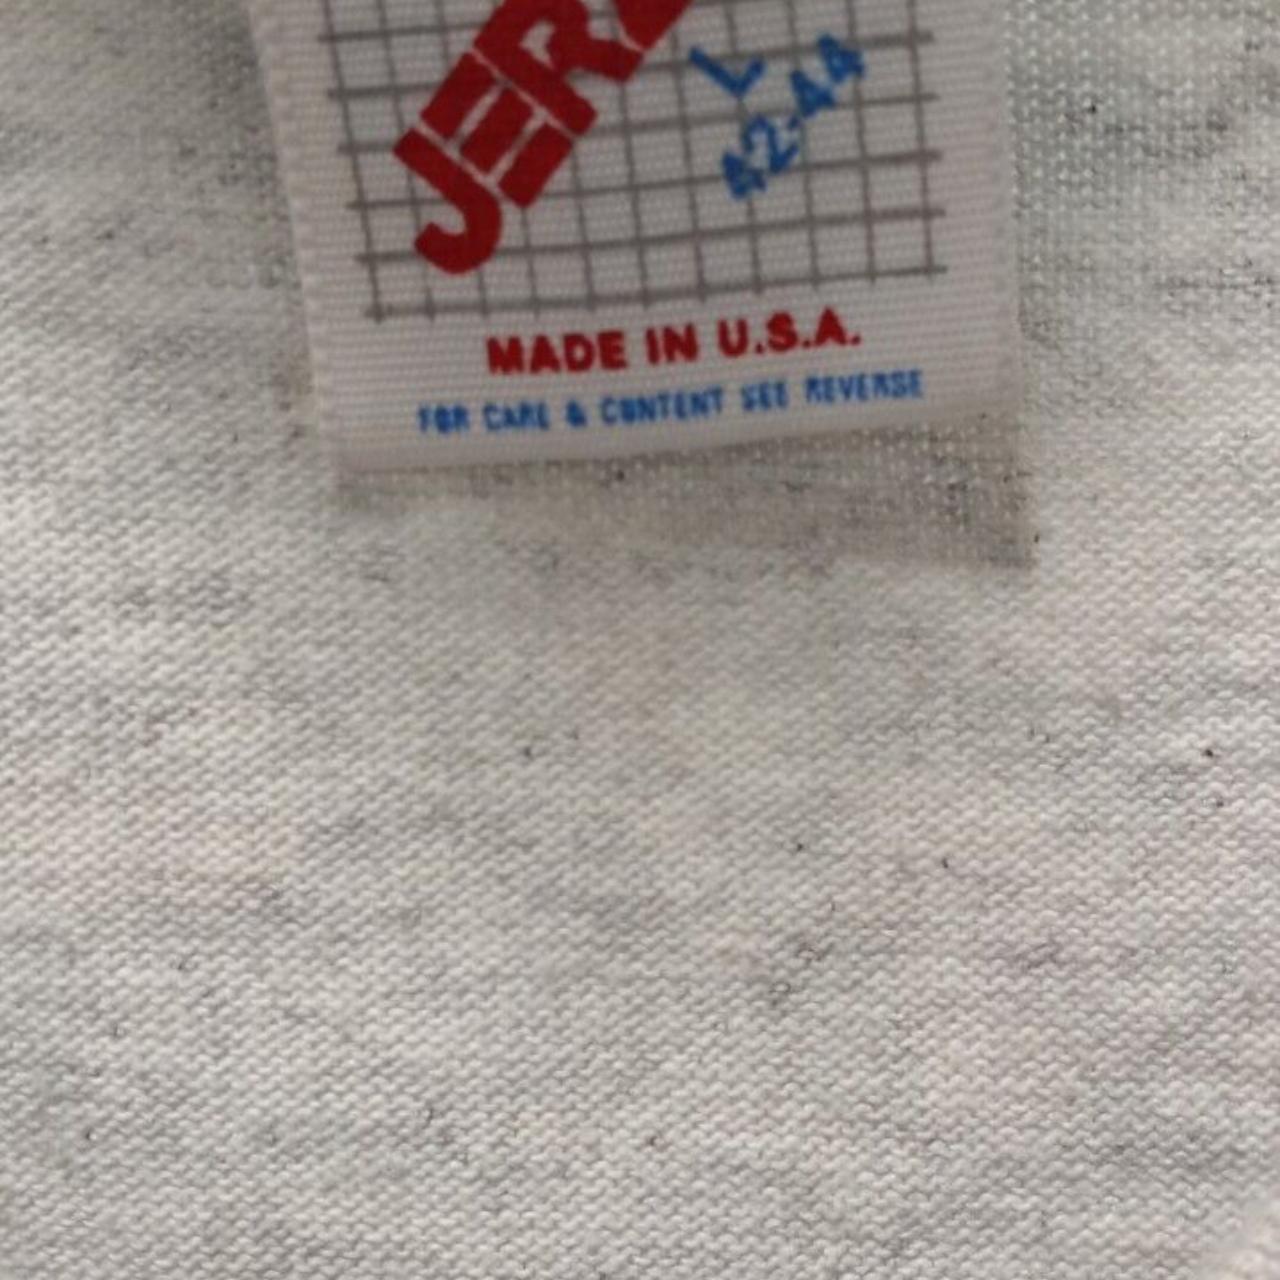 JER
L
42-44
MADE IN U.S.A.
FOR CARE & CONTENT SEE REVERSE